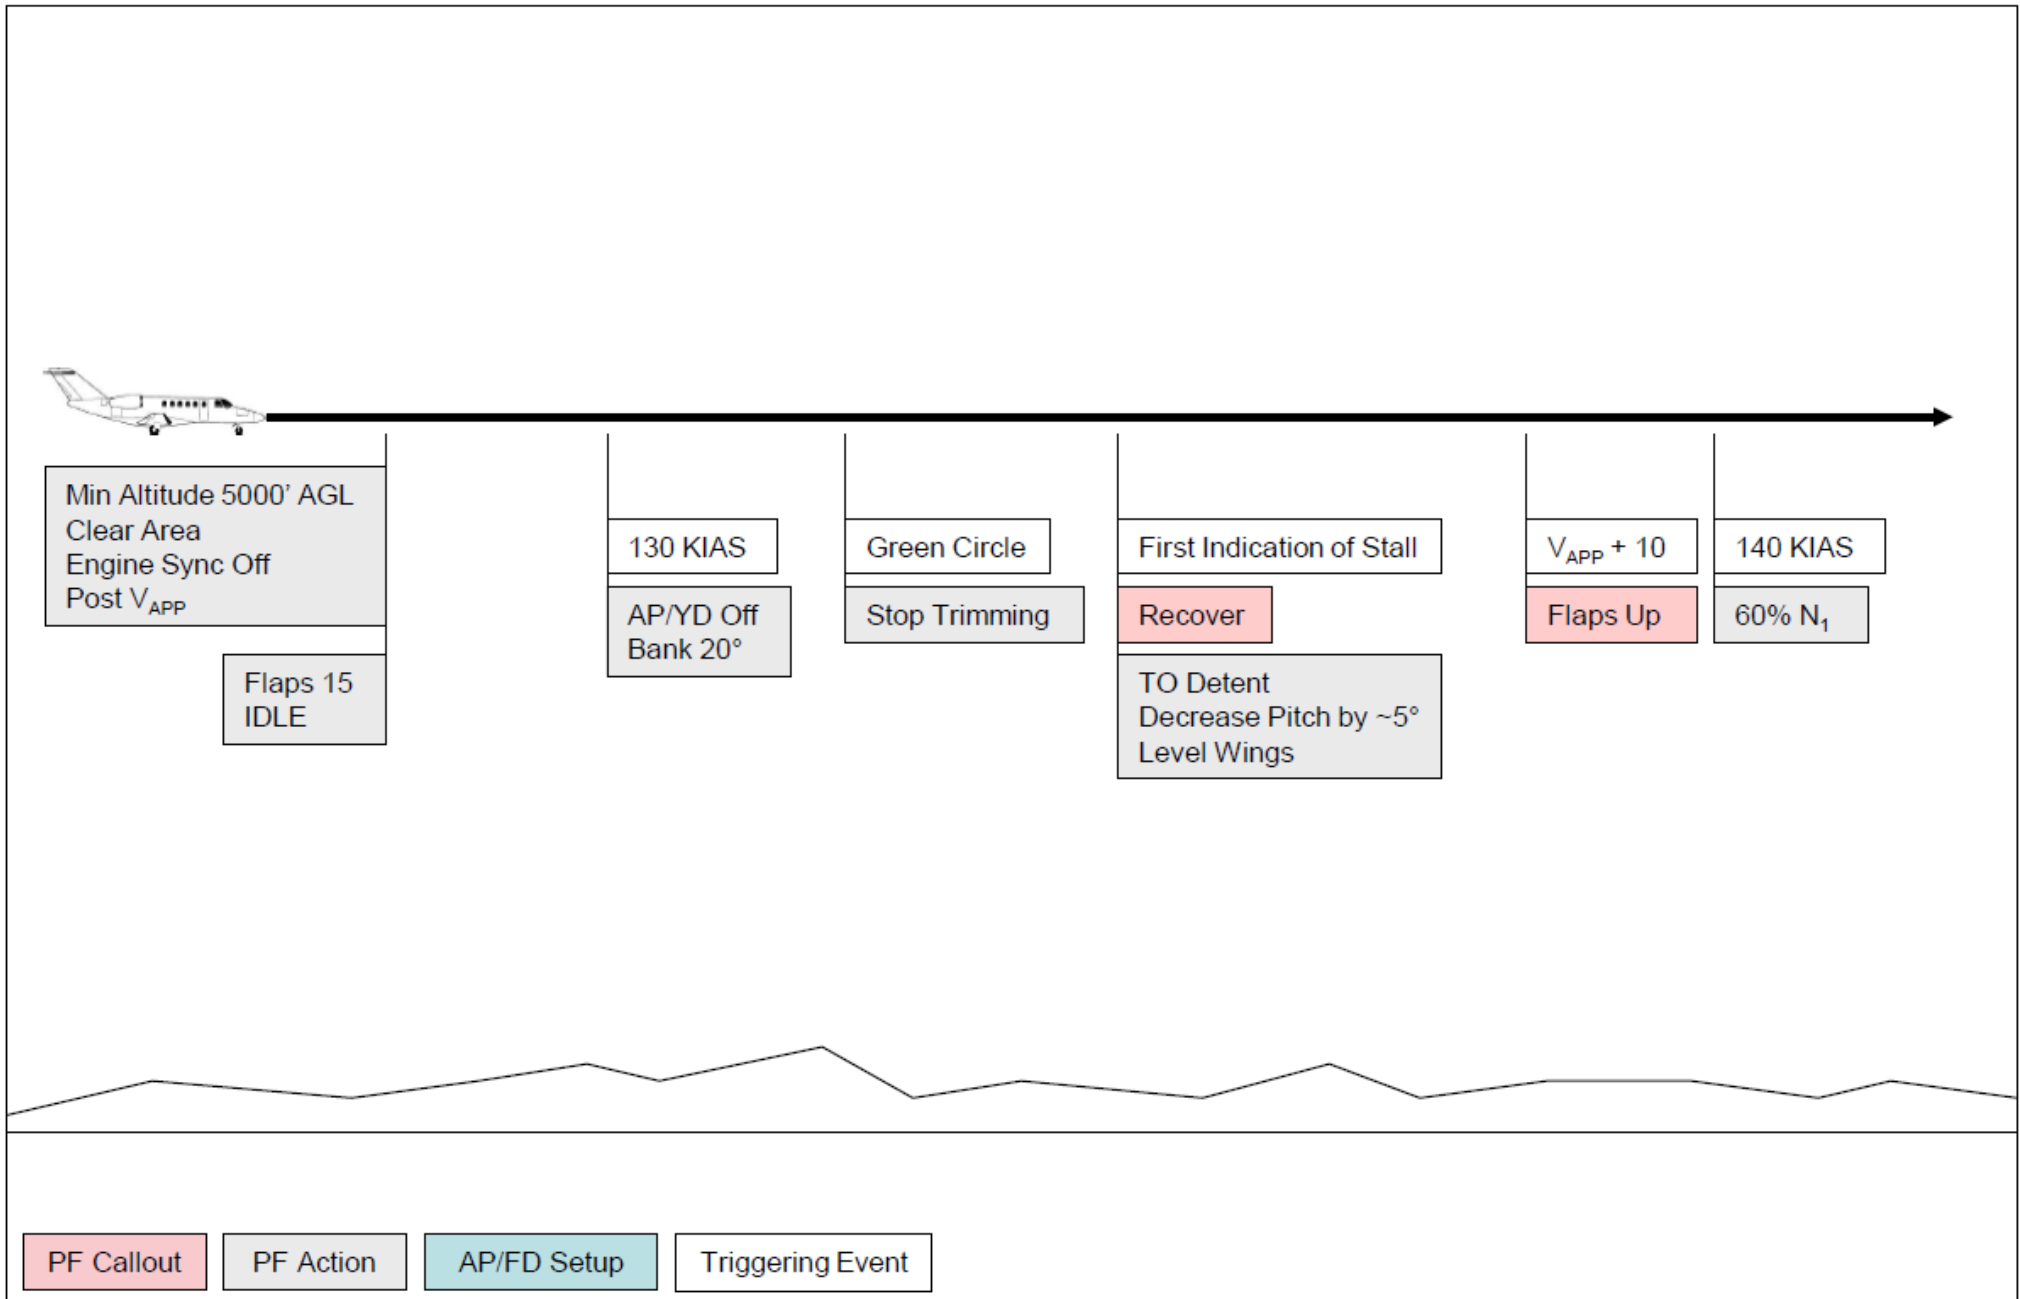 Min Altitude 5000’ AGL
Clear Area
Engine Sync Off
Post VAPP
Flaps 15
IDLE
130 KIAS
AP/YD Off
Bank 20°
Green Circle
Stop Trimming
First Indication of Stall
Recover
TO Detent
Decrease Pitch by ~5°
Level Wings
VAPP + 10
Flaps Up
140 KIAS
60% N1
PF Callout
PF Action
AP/FD Setup
Triggering Event